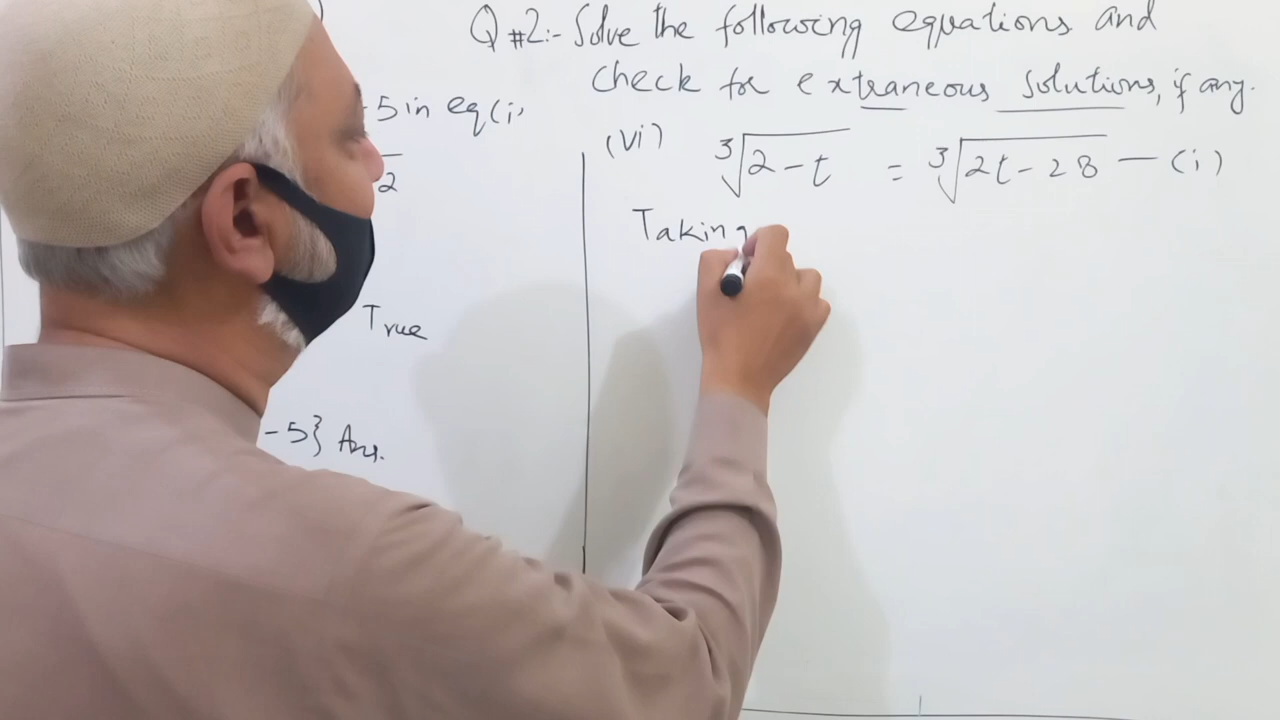 Q #2:- Solve the following equations and
check for extraneous solutions, if any.
5 in eq (i)
2
True
-5} Ans.
(vi) ∛(2-t) = ∛(2t-28) — (i)
Taking